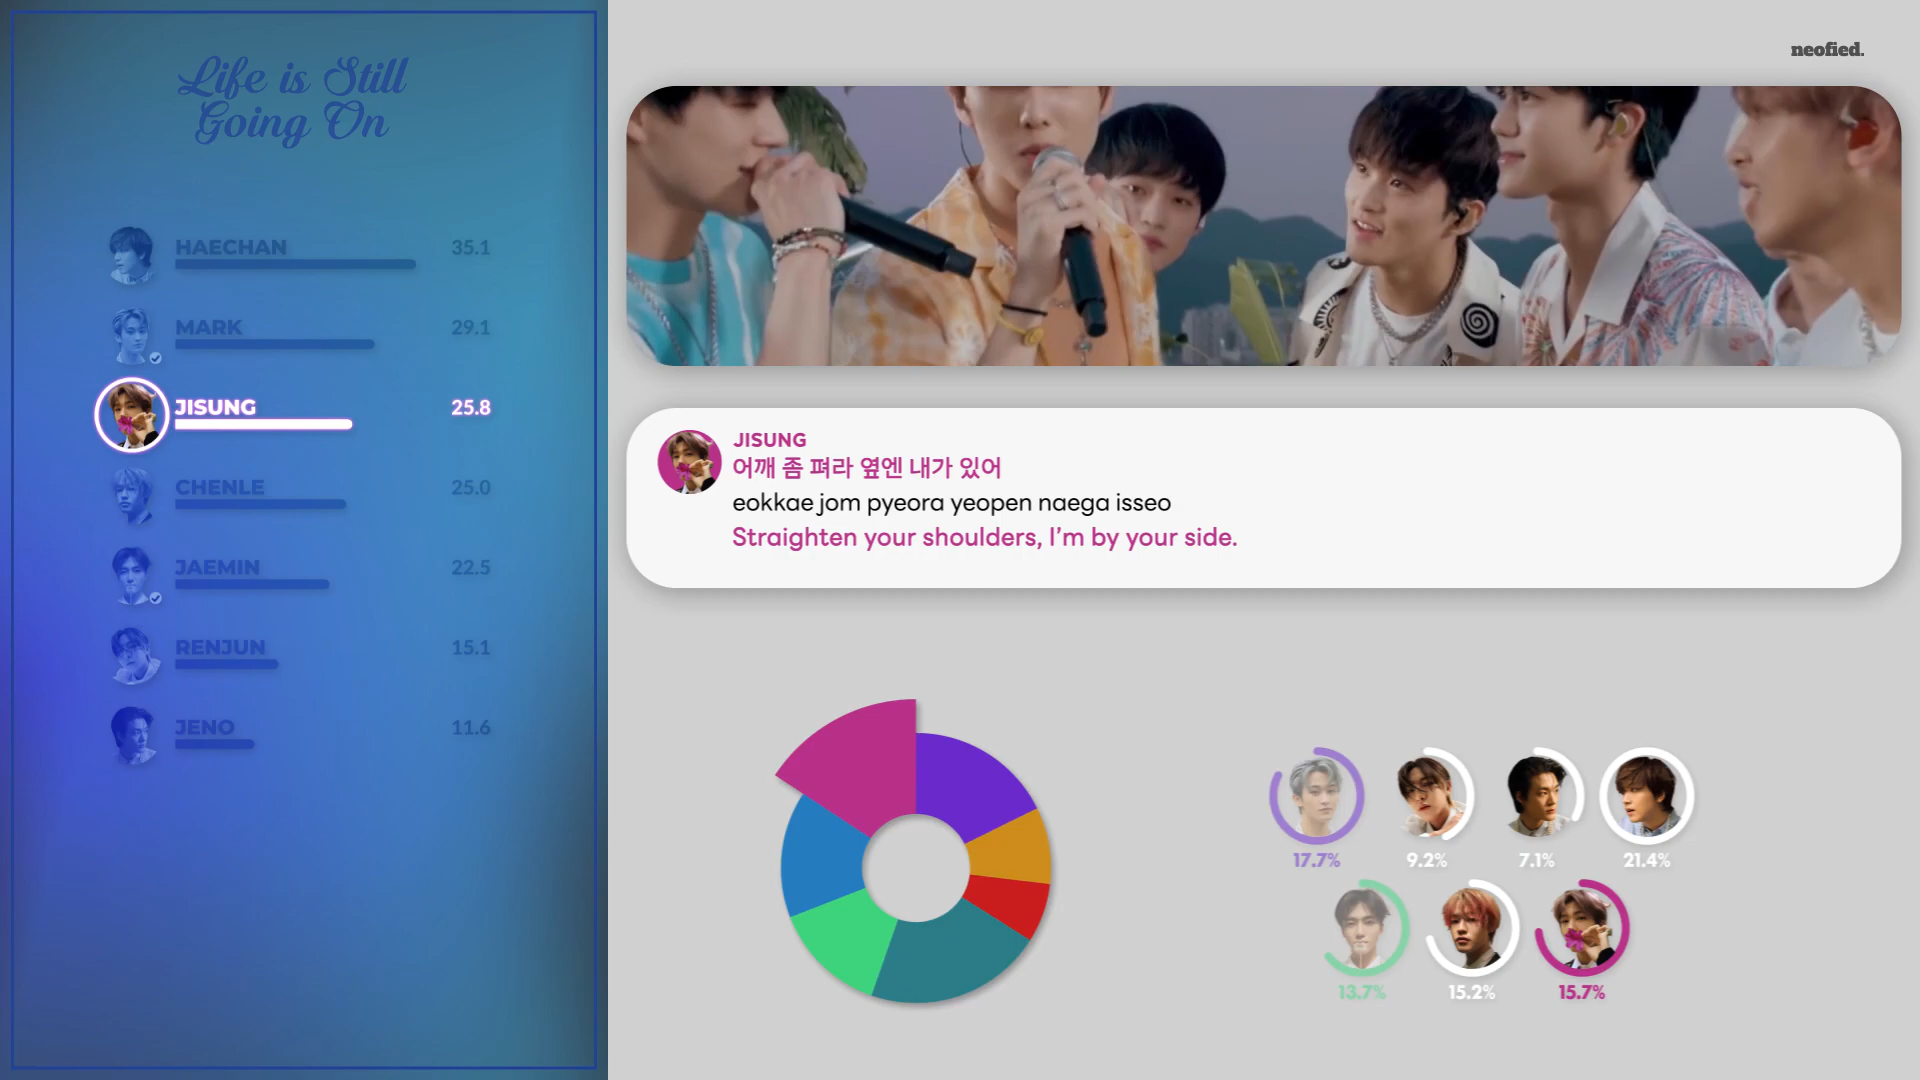 Life is Still
Going On
HAECHAN 35.1
MARK 29.1
JISUNG 25.8
CHENLE 25.0
JAEMIN 22.5
RENJUN 15.1
JENO 11.6
neofied.
JISUNG
어깨 좀 펴라 옆엔 내가 있어
eokkae jom pyeora yeopen naega isseo
Straighten your shoulders, I'm by your side.
17.7% 9.2% 7.1% 21.4%
13.7% 15.2% 15.7%